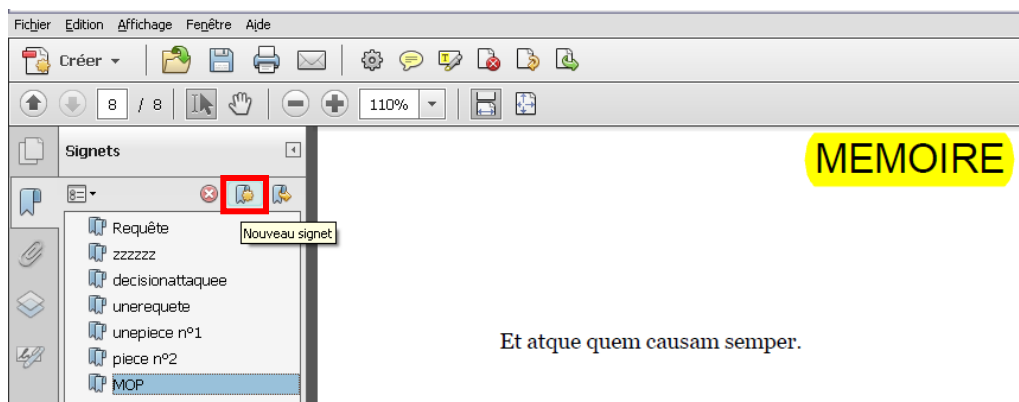 Fichier Edition Affichage Fenêtre Aide
Créer
8 / 8 110%
Signets
MEMOIRE
Requête
Nouveau signet
zzzzzz
decisionattaquee
unerequete
unepiece n°1
Et atque quem causam semper.
piece n°2
MOP